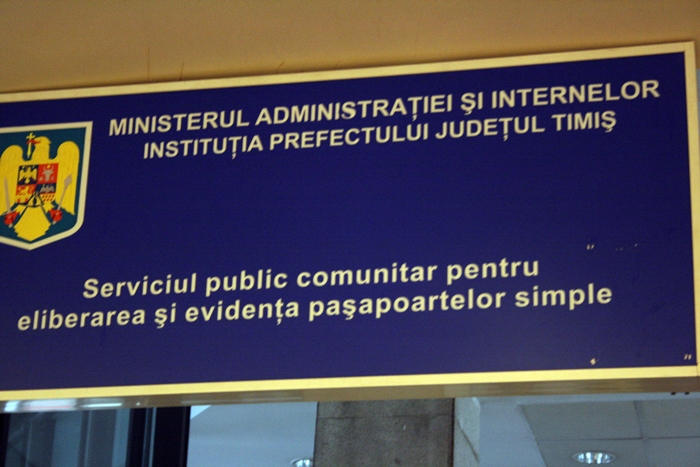 MINISTERUL ADMINISTRAŢIEI ŞI INTERNELOR
INSTITUŢIA PREFECTULUI JUDEŢUL TIMIŞ
Serviciul public comunitar pentru
eliberarea şi evidenţa paşapoartelor simple